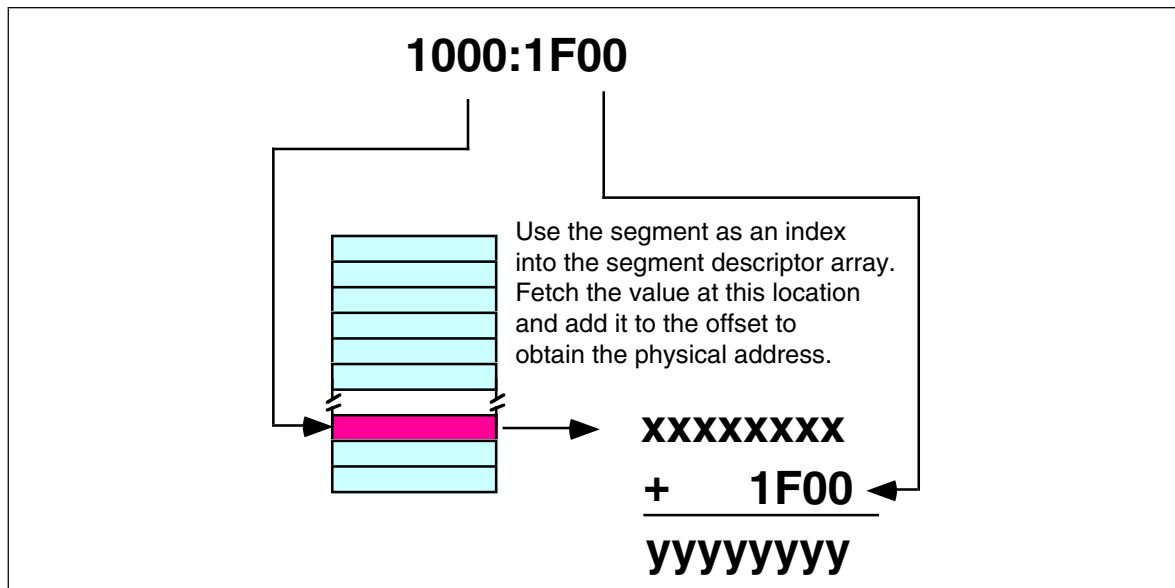 1000:1F00
Use the segment as an index
into the segment descriptor array.
Fetch the value at this location
and add it to the offset to
obtain the physical address.
xxxxxxxx
+ 1F00
yyyyyyyy